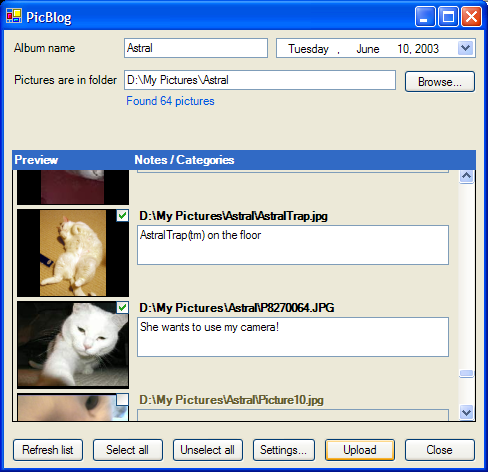 PicBlog
Album name
Astral
Tuesday , June 10, 2003
Pictures are in folder
D:\My Pictures\Astral
Browse...
Found 64 pictures
Preview
Notes / Categories
D:\My Pictures\Astral\AstralTrap.jpg
AstralTrap(tm) on the floor
D:\My Pictures\Astral\P8270064.JPG
She wants to use my camera!
D:\My Pictures\Astral\Picture10.jpg
Refresh list
Select all
Unselect all
Settings...
Upload
Close